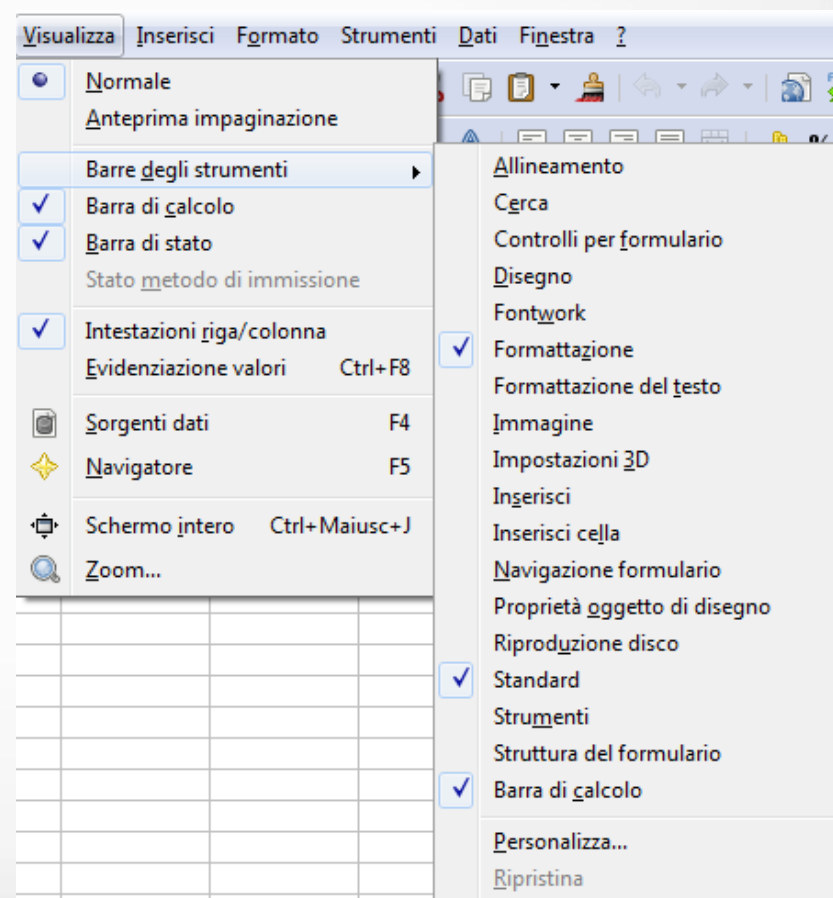 Visualizza Inserisci Formato Strumenti Dati Finestra ?
Normale
Anteprima impaginazione
Barre degli strumenti
Barra di calcolo
Barra di stato
Stato metodo di immissione
Intestazioni riga/colonna
Evidenziazione valori Ctrl+F8
Sorgenti dati F4
Navigatore F5
Schermo intero Ctrl+Maiusc+J
Zoom...
Allineamento
Cerca
Controlli per formulario
Disegno
Fontwork
Formattazione
Formattazione del testo
Immagine
Impostazioni 3D
Inserisci
Inserisci cella
Navigazione formulario
Proprietà oggetto di disegno
Riproduzione disco
Standard
Strumenti
Struttura del formulario
Barra di calcolo
Personalizza...
Ripristina